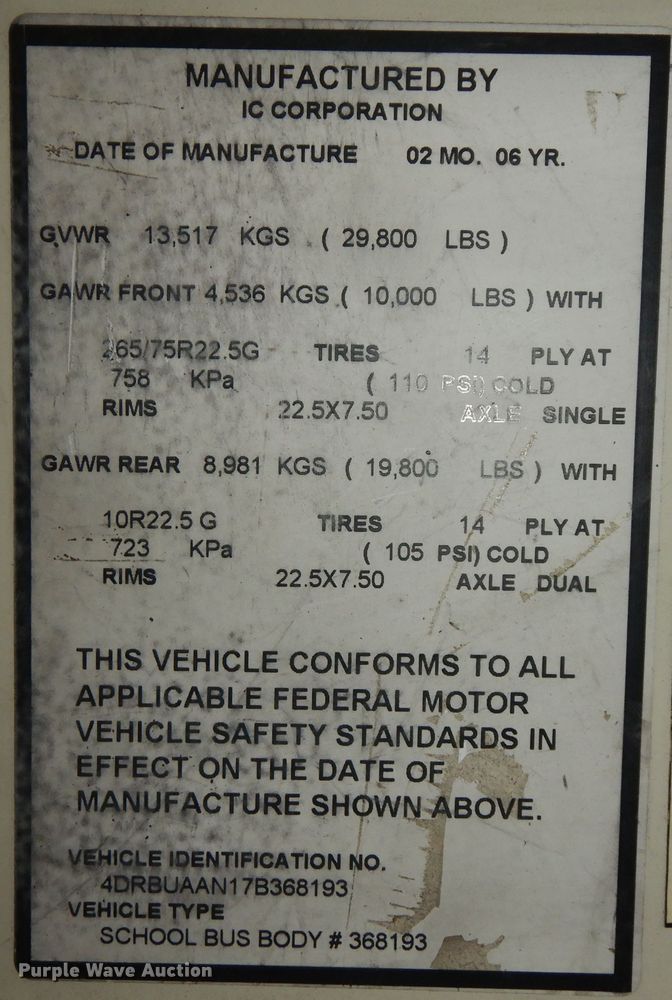 MANUFACTURED BY
IC CORPORATION
DATE OF MANUFACTURE 02 MO. 06 YR.
GVWR 13,517 KGS ( 29,800 LBS )
GAWR FRONT 4,536 KGS ( 10,000 LBS ) WITH
265/75R22.5G TIRES 14 PLY AT
758 KPa ( 110 PSI) COLD
RIMS 22.5X7.50 AXLE SINGLE
GAWR REAR 8,981 KGS ( 19,800 LBS ) WITH
10R22.5 G TIRES 14 PLY AT
723 KPa ( 105 PSI) COLD
RIMS 22.5X7.50 AXLE DUAL
THIS VEHICLE CONFORMS TO ALL
APPLICABLE FEDERAL MOTOR
VEHICLE SAFETY STANDARDS IN
EFFECT ON THE DATE OF
MANUFACTURE SHOWN ABOVE.
VEHICLE IDENTIFICATION NO.
4DRBUAAN17B368193
VEHICLE TYPE
SCHOOL BUS BODY # 368193
Purple Wave Auction